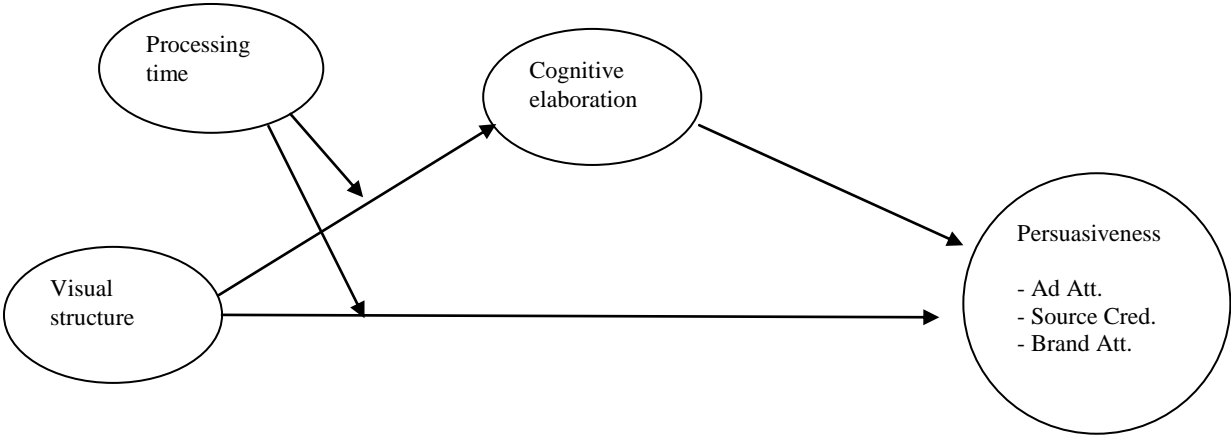 Processing
time
Cognitive
elaboration
Visual
structure
Persuasiveness
- Ad Att.
- Source Cred.
- Brand Att.